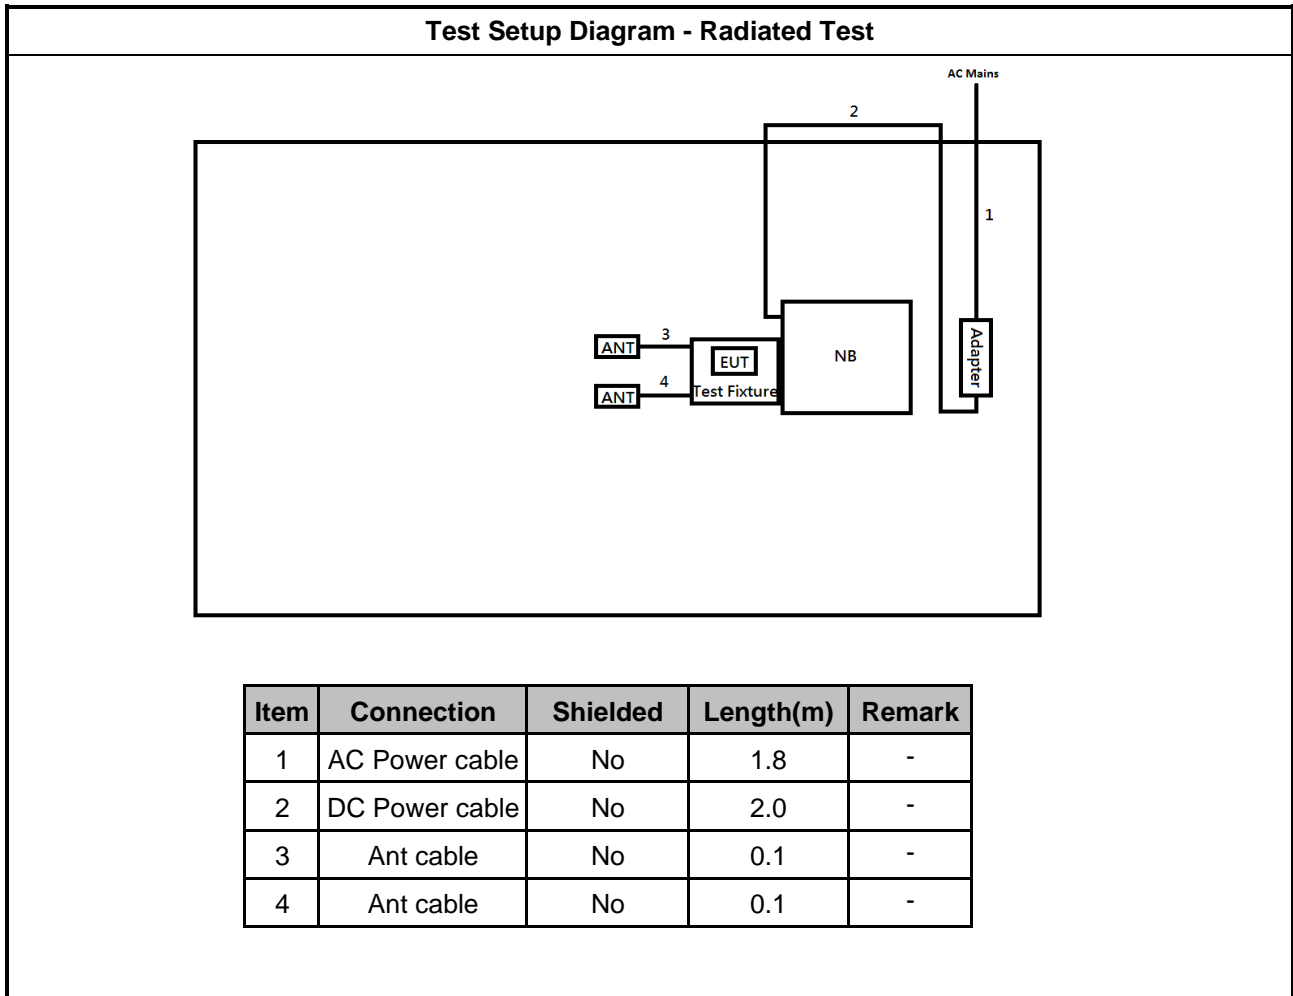 Test Setup Diagram - Radiated Test
AC Mains
2
1
3
ANT
EUT
NB
Adapter
4
ANT
Test Fixture
Item Connection Shielded Length(m) Remark
1 AC Power cable No 1.8 -
2 DC Power cable No 2.0 -
3 Ant cable No 0.1 -
4 Ant cable No 0.1 -